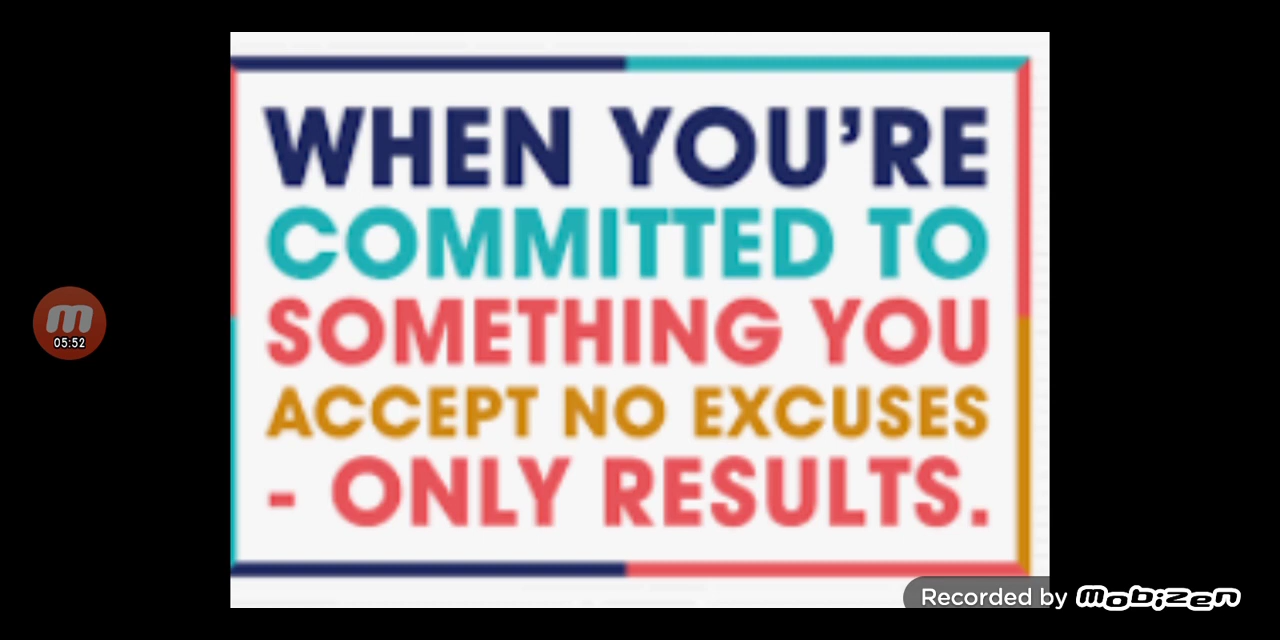 WHEN YOU’RE
COMMITTED TO
SOMETHING YOU
ACCEPT NO EXCUSES
- ONLY RESULTS.
05:52
Recorded by mobizen